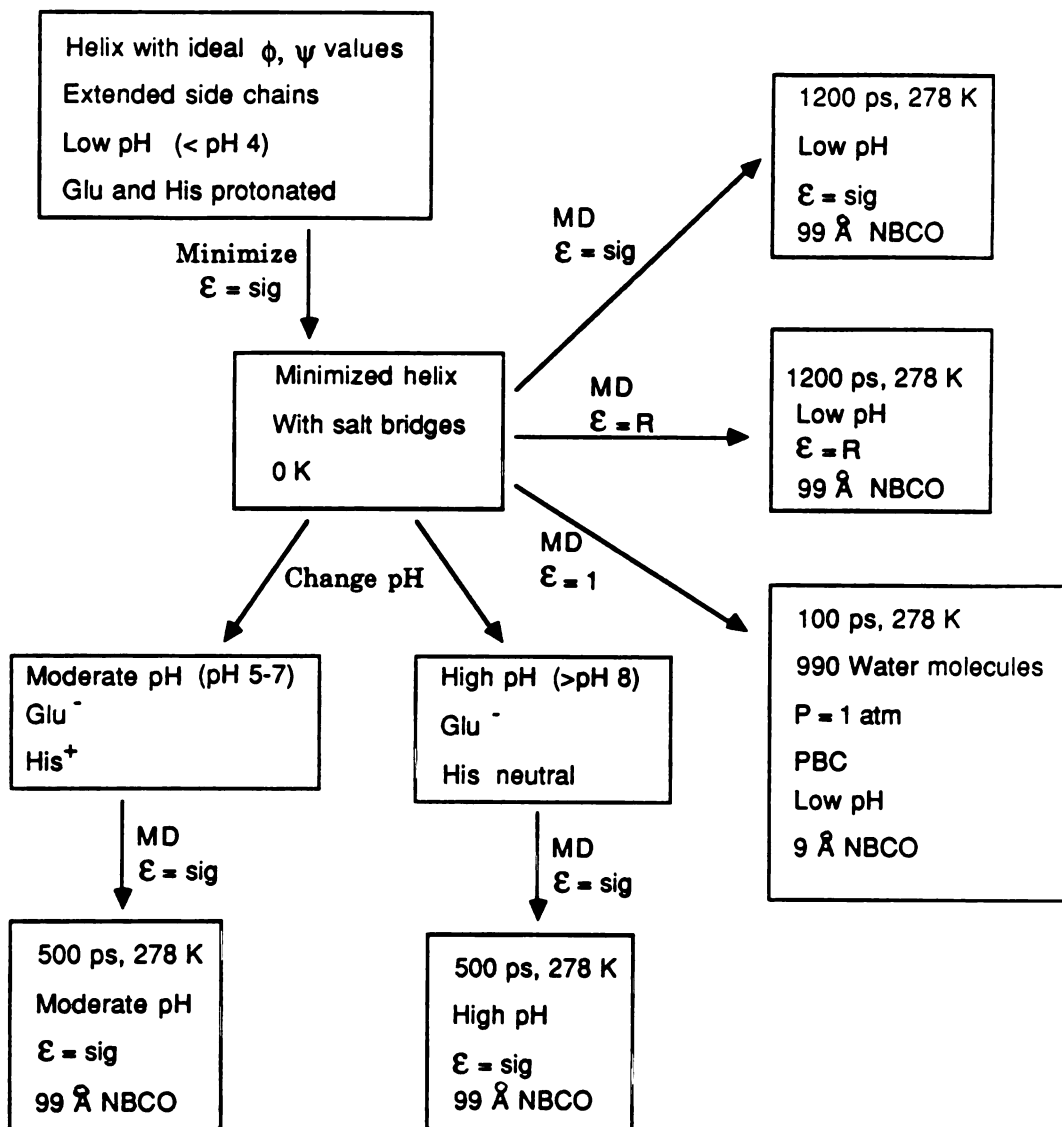 Helix with ideal ϕ, ψ values
Extended side chains
Low pH (< pH 4)
Glu and His protonated
Minimize
ε = sig
Minimized helix
With salt bridges
0 K
MD
ε = sig
1200 ps, 278 K
Low pH
ε = sig
99 Å NBCO
MD
ε = R
1200 ps, 278 K
Low pH
ε = R
99 Å NBCO
MD
ε = 1
100 ps, 278 K
990 Water molecules
P = 1 atm
PBC
Low pH
9 Å NBCO
Change pH
Moderate pH (pH 5-7)
Glu⁻
His⁺
MD
ε = sig
500 ps, 278 K
Moderate pH
ε = sig
99 Å NBCO
High pH (>pH 8)
Glu⁻
His neutral
MD
ε = sig
500 ps, 278 K
High pH
ε = sig
99 Å NBCO